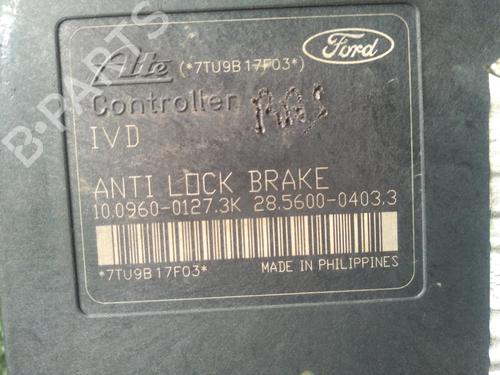 Ate (*7TU9B17F03*) Ford
Controller
IVD
ANTI LOCK BRAKE
10.0960-0127.3K 28.5600-0403.3
*7TU9B17F03* MADE IN PHILIPPINES
B-PARTS